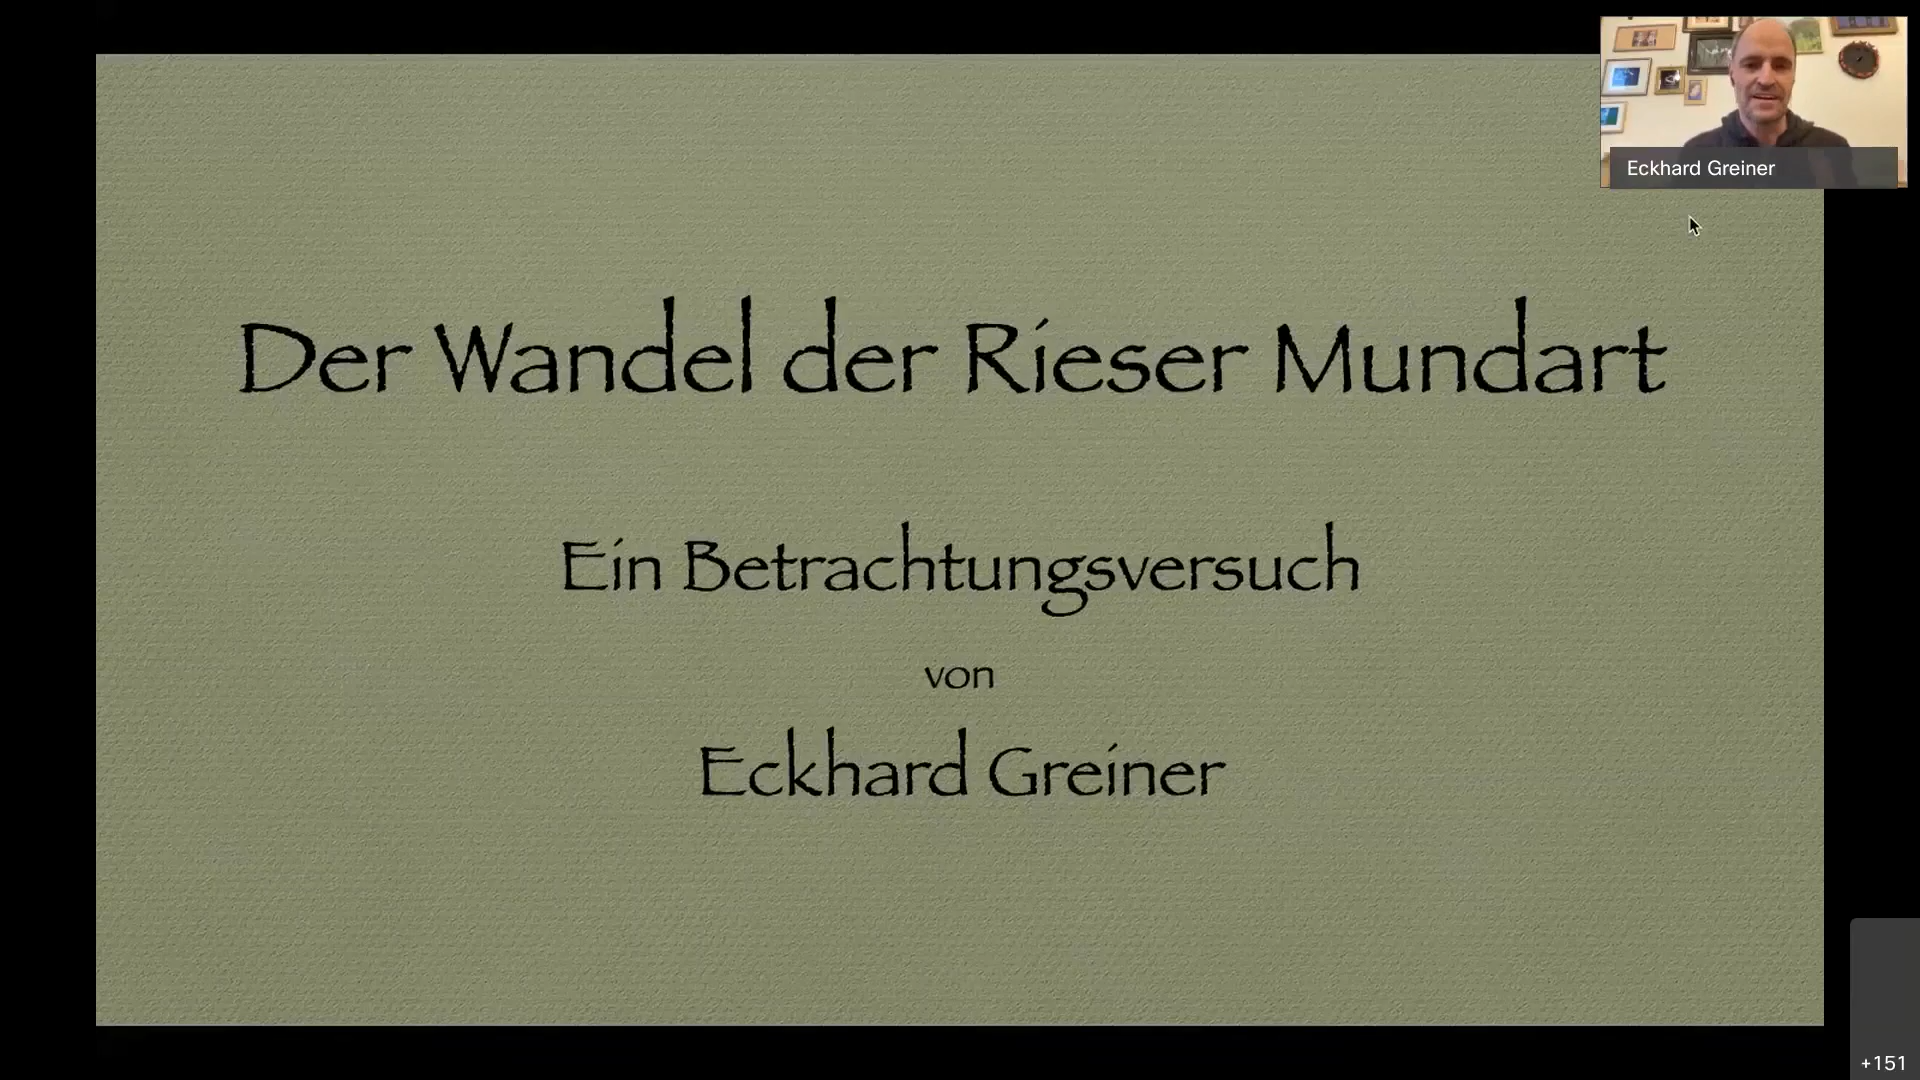 Eckhard Greiner
Der Wandel der Rieser Mundart
Ein Betrachtungsversuch
von
Eckhard Greiner
+151